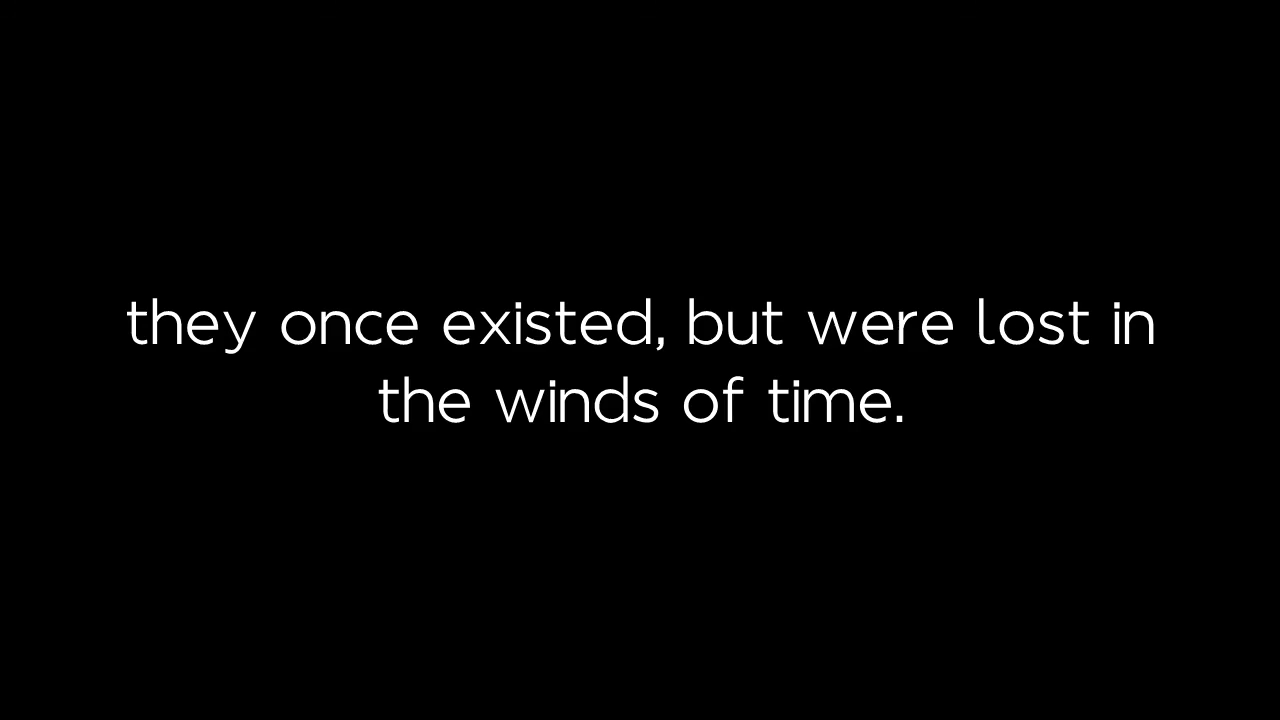 they once existed, but were lost in
the winds of time.